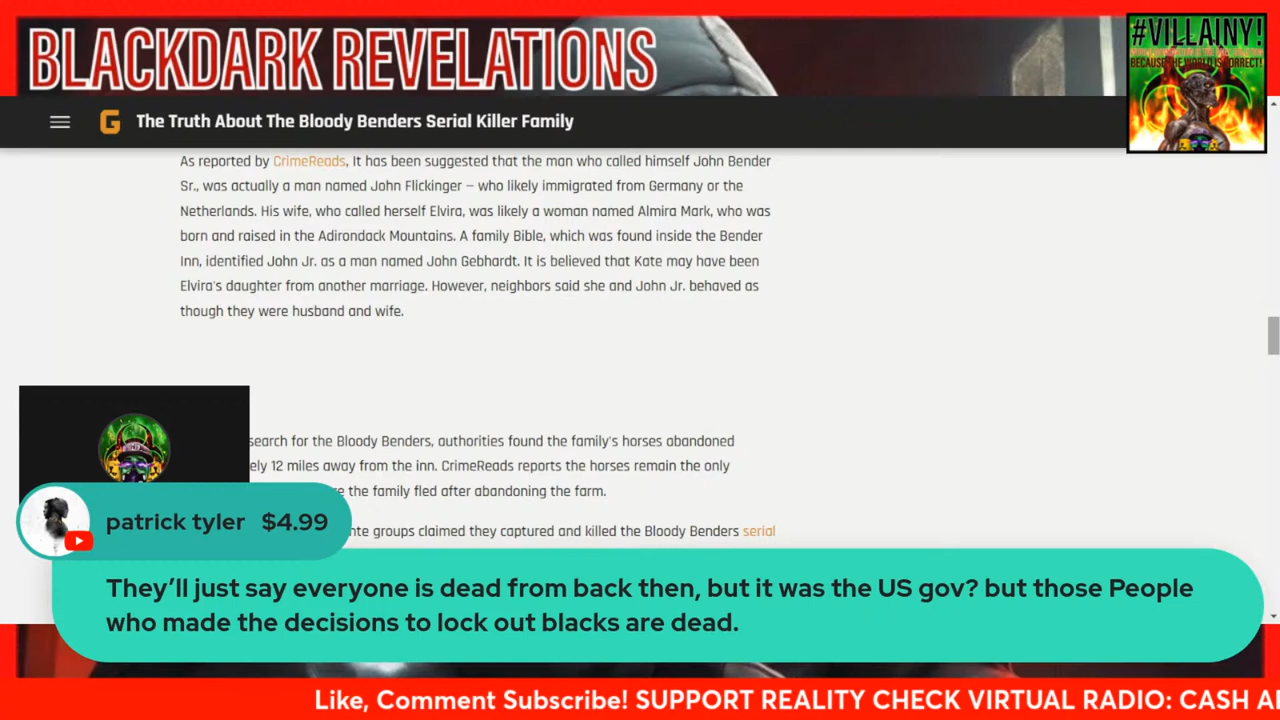 BLACKDARK REVELATIONS
#VILLAINY!
BECAUSE THE WORLD IS CORRECT!
G The Truth About The Bloody Benders Serial Killer Family
As reported by CrimeReads, It has been suggested that the man who called himself John Bender
Sr., was actually a man named John Flickinger — who likely immigrated from Germany or the
Netherlands. His wife, who called herself Elvira, was likely a woman named Almira Mark, who was
born and raised in the Adirondack Mountains. A family Bible, which was found inside the Bender
Inn, identified John Jr. as a man named John Gebhardt. It is believed that Kate may have been
Elvira's daughter from another marriage. However, neighbors said she and John Jr. behaved as
though they were husband and wife.
search for the Bloody Benders, authorities found the family's horses abandoned
ely 12 miles away from the inn. CrimeReads reports the horses remain the only
the family fled after abandoning the farm.
nte groups claimed they captured and killed the Bloody Benders serial
patrick tyler $4.99
They'll just say everyone is dead from back then, but it was the US gov? but those People
who made the decisions to lock out blacks are dead.
Like, Comment Subscribe! SUPPORT REALITY CHECK VIRTUAL RADIO: CASH A